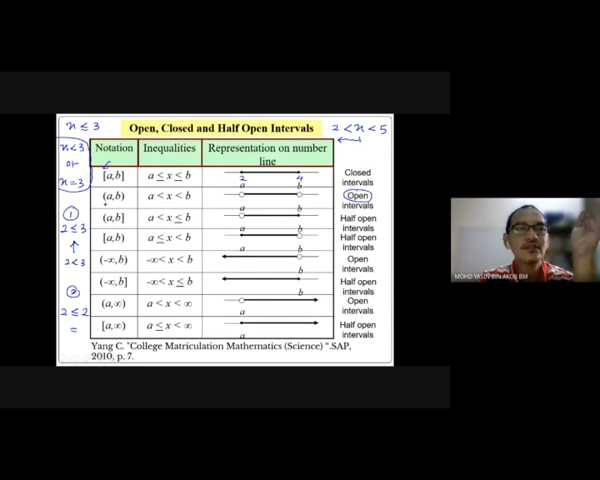 x ≤ 3
Open, Closed and Half Open Intervals
2 < x < 5
x < 3
or
x = 3
Notation Inequalities Representation on number line
[a,b] a ≤ x ≤ b 2 4 a b Closed intervals
(a,b) a < x < b a b Open intervals
(a,b] a < x ≤ b a b Half open intervals
[a,b) a ≤ x < b a b Half open intervals
(-∞,b) -∞< x < b b Open intervals
(-∞,b] -∞< x ≤ b b Half open intervals
(a,∞) a < x < ∞ a Open intervals
[a,∞) a ≤ x < ∞ a Half open intervals
1
2 ≤ 3
2 < 3
2
2 ≤ 2
=
Yang C. "College Matriculation Mathematics (Science) ".SAP,
2010, p. 7.
MOHD YASIN BIN AKOB BM